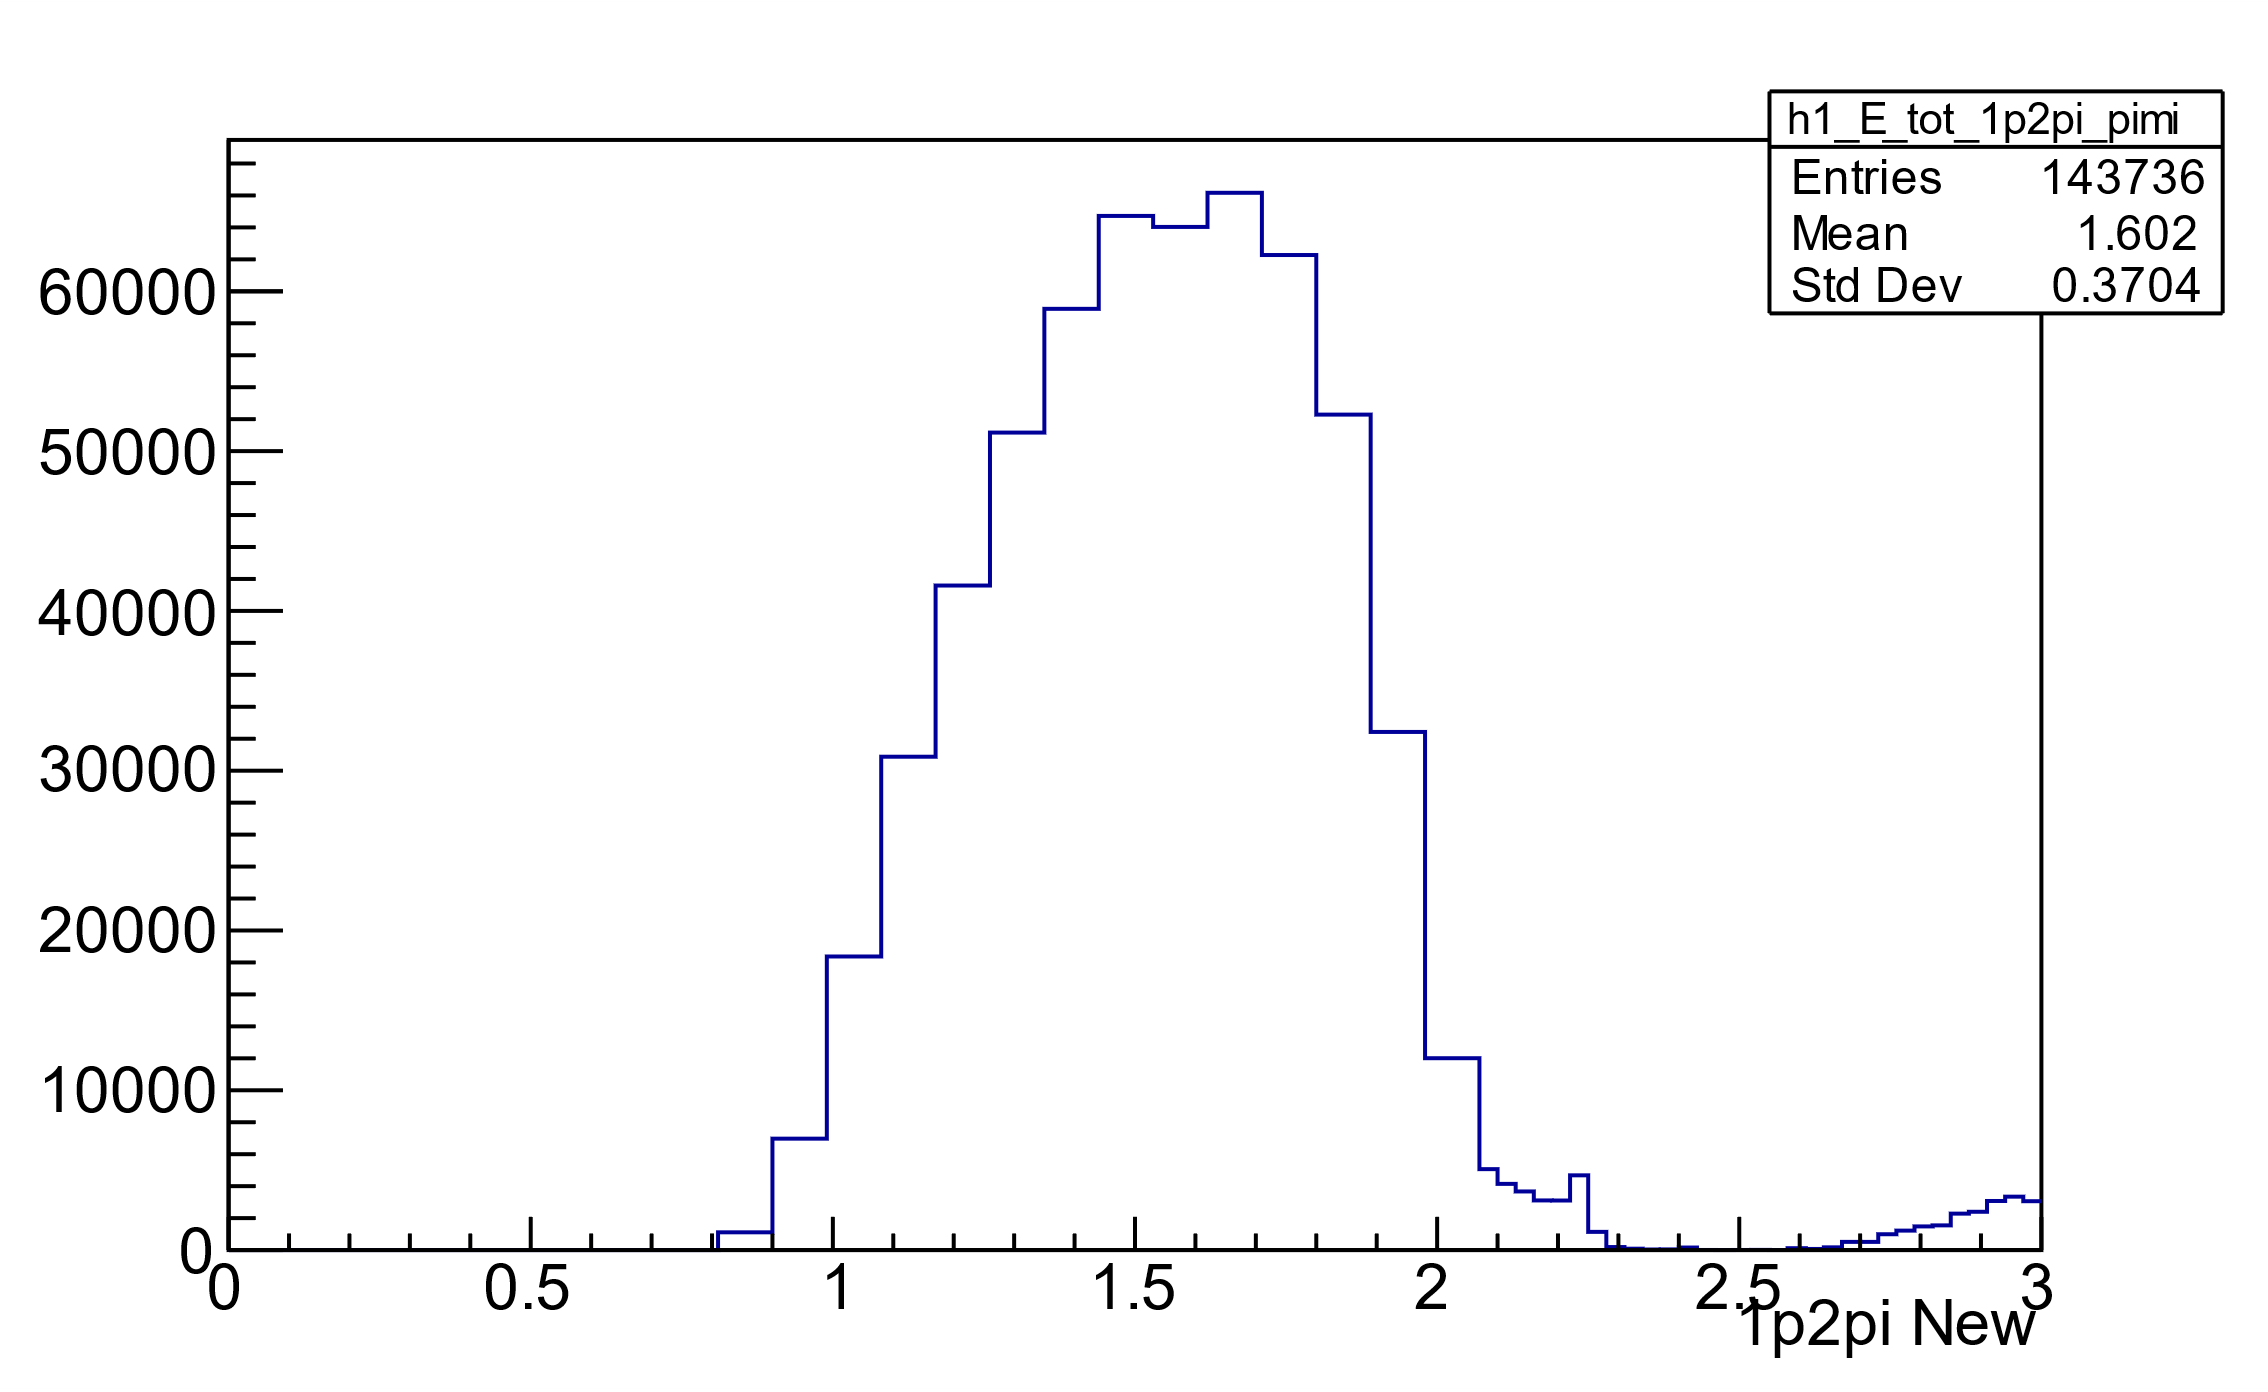 h1_E_tot_1p2pi_pimi
Entries 143736
Mean 1.602
Std Dev 0.3704
60000
50000
40000
30000
20000
10000
0
0 0.5 1 1.5 2 2.5 3
1p2pi New